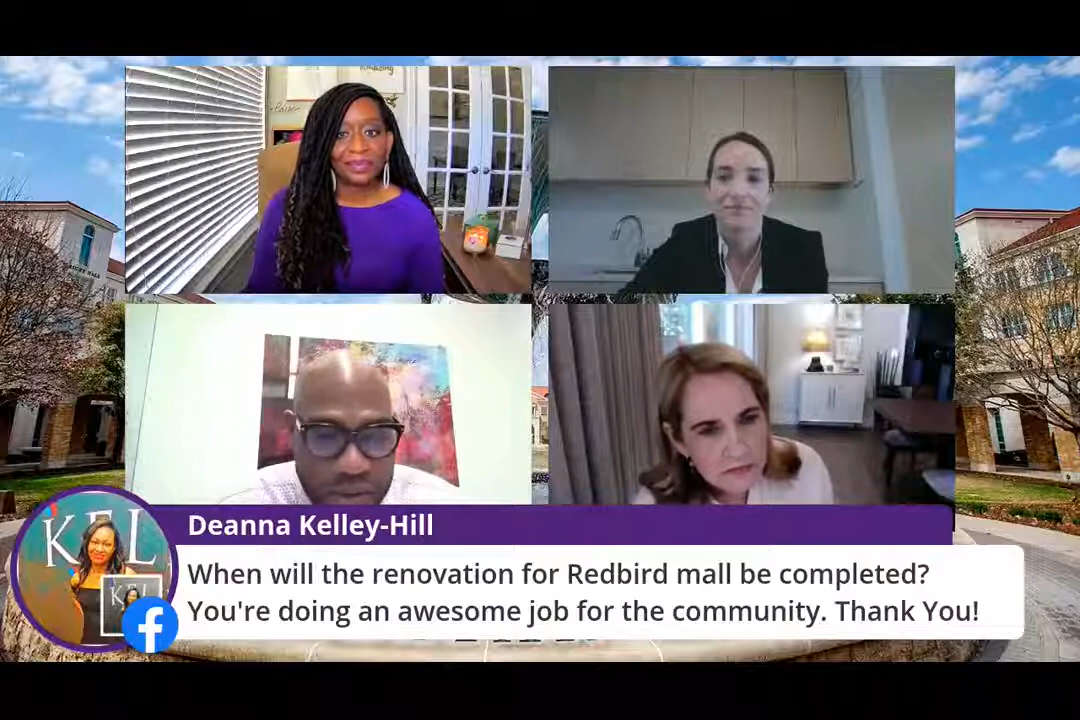 Amazing
Deanna Kelley-Hill
KEL
When will the renovation for Redbird mall be completed?
You're doing an awesome job for the community. Thank You!